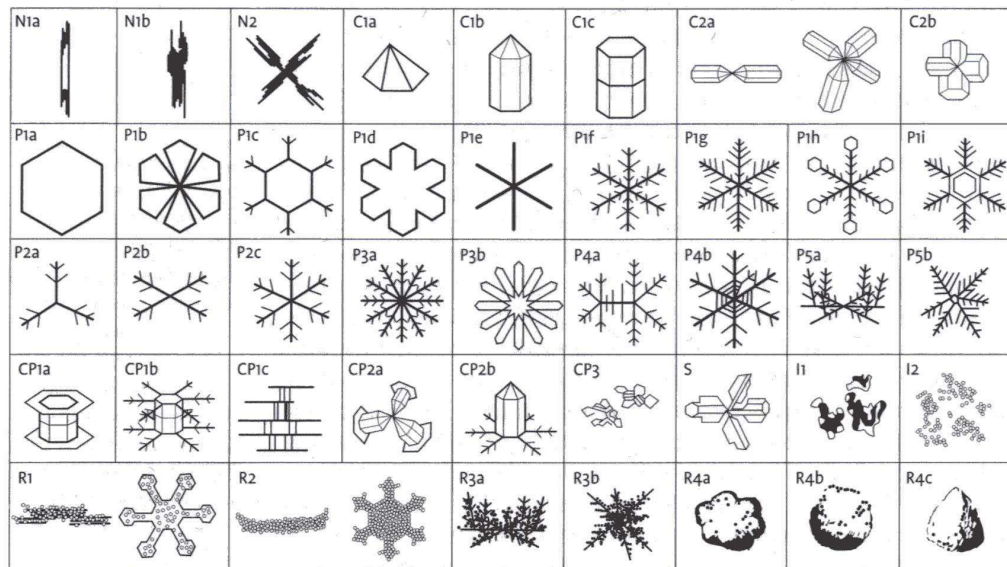 N1a N1b N2 C1a C1b C1c C2a C2b
P1a P1b P1c P1d P1e P1f P1g P1h P1i
P2a P2b P2c P3a P3b P4a P4b P5a P5b
CP1a CP1b CP1c CP2a CP2b CP3 S I1 I2
R1 R2 R3a R3b R4a R4b R4c